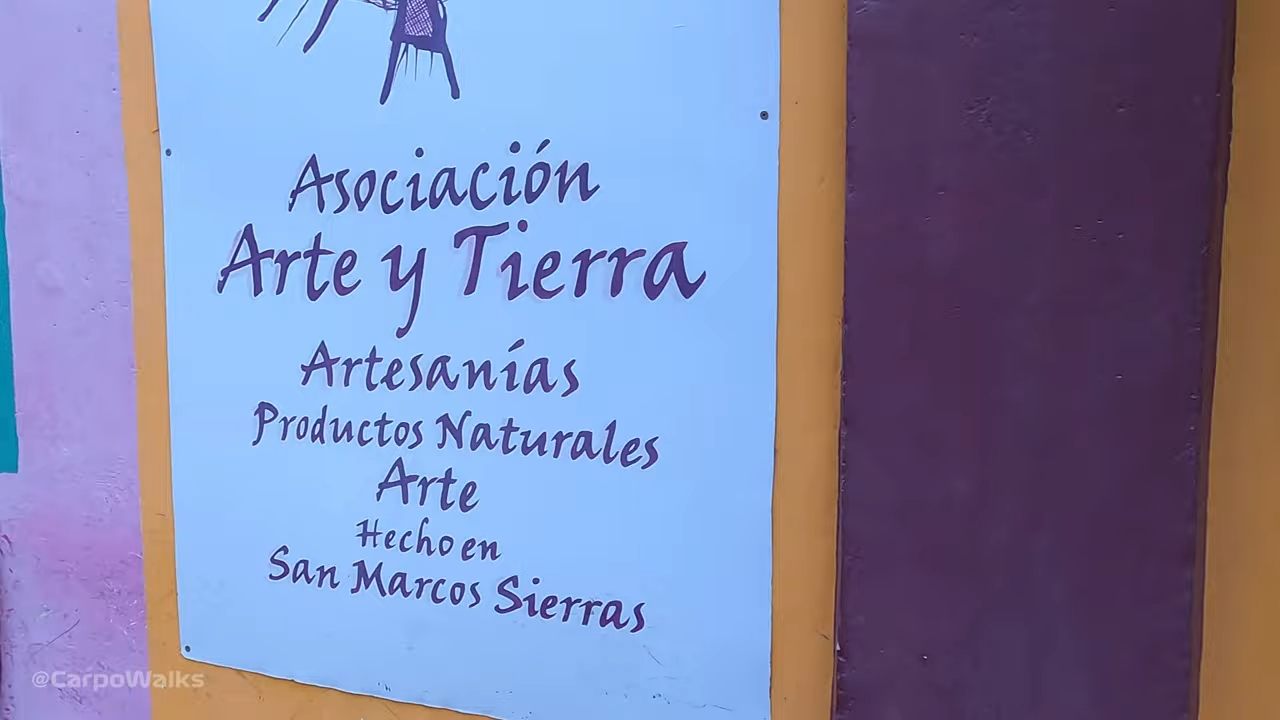 Asociación
Arte y Tierra
Artesanías
Productos Naturales
Arte
Hecho en
San Marcos Sierras
@CarpoWalks